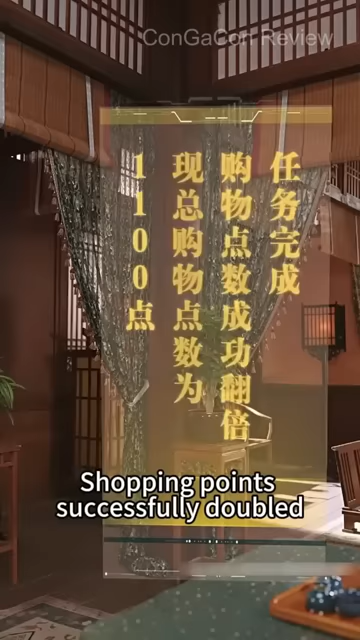 ConGaCon Review
任务完成
购物点数成功翻倍
现总购物点数为
1100点
Shopping points
successfully doubled